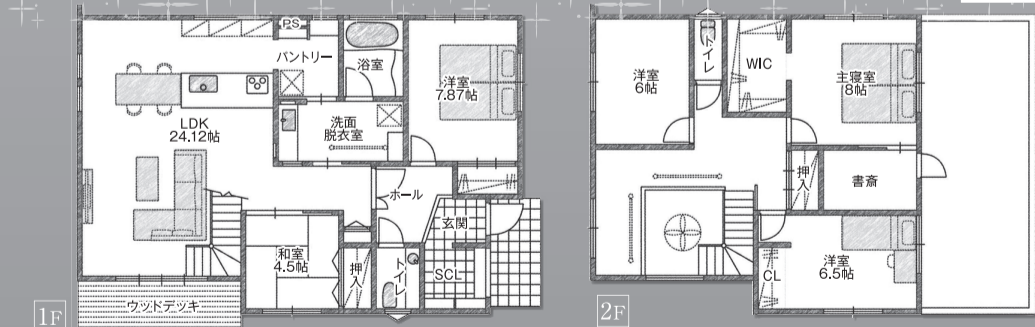 PS
パントリー
浴室
洋室
7.87帖
LDK
24.12帖
洗面
脱衣室
ホール
玄関
和室
4.5帖
押入
トイレ
SCL
ウッドデッキ
1F
洋室
6帖
トイレ
WIC
主寝室
8帖
押入
書斎
CL
洋室
6.5帖
2F